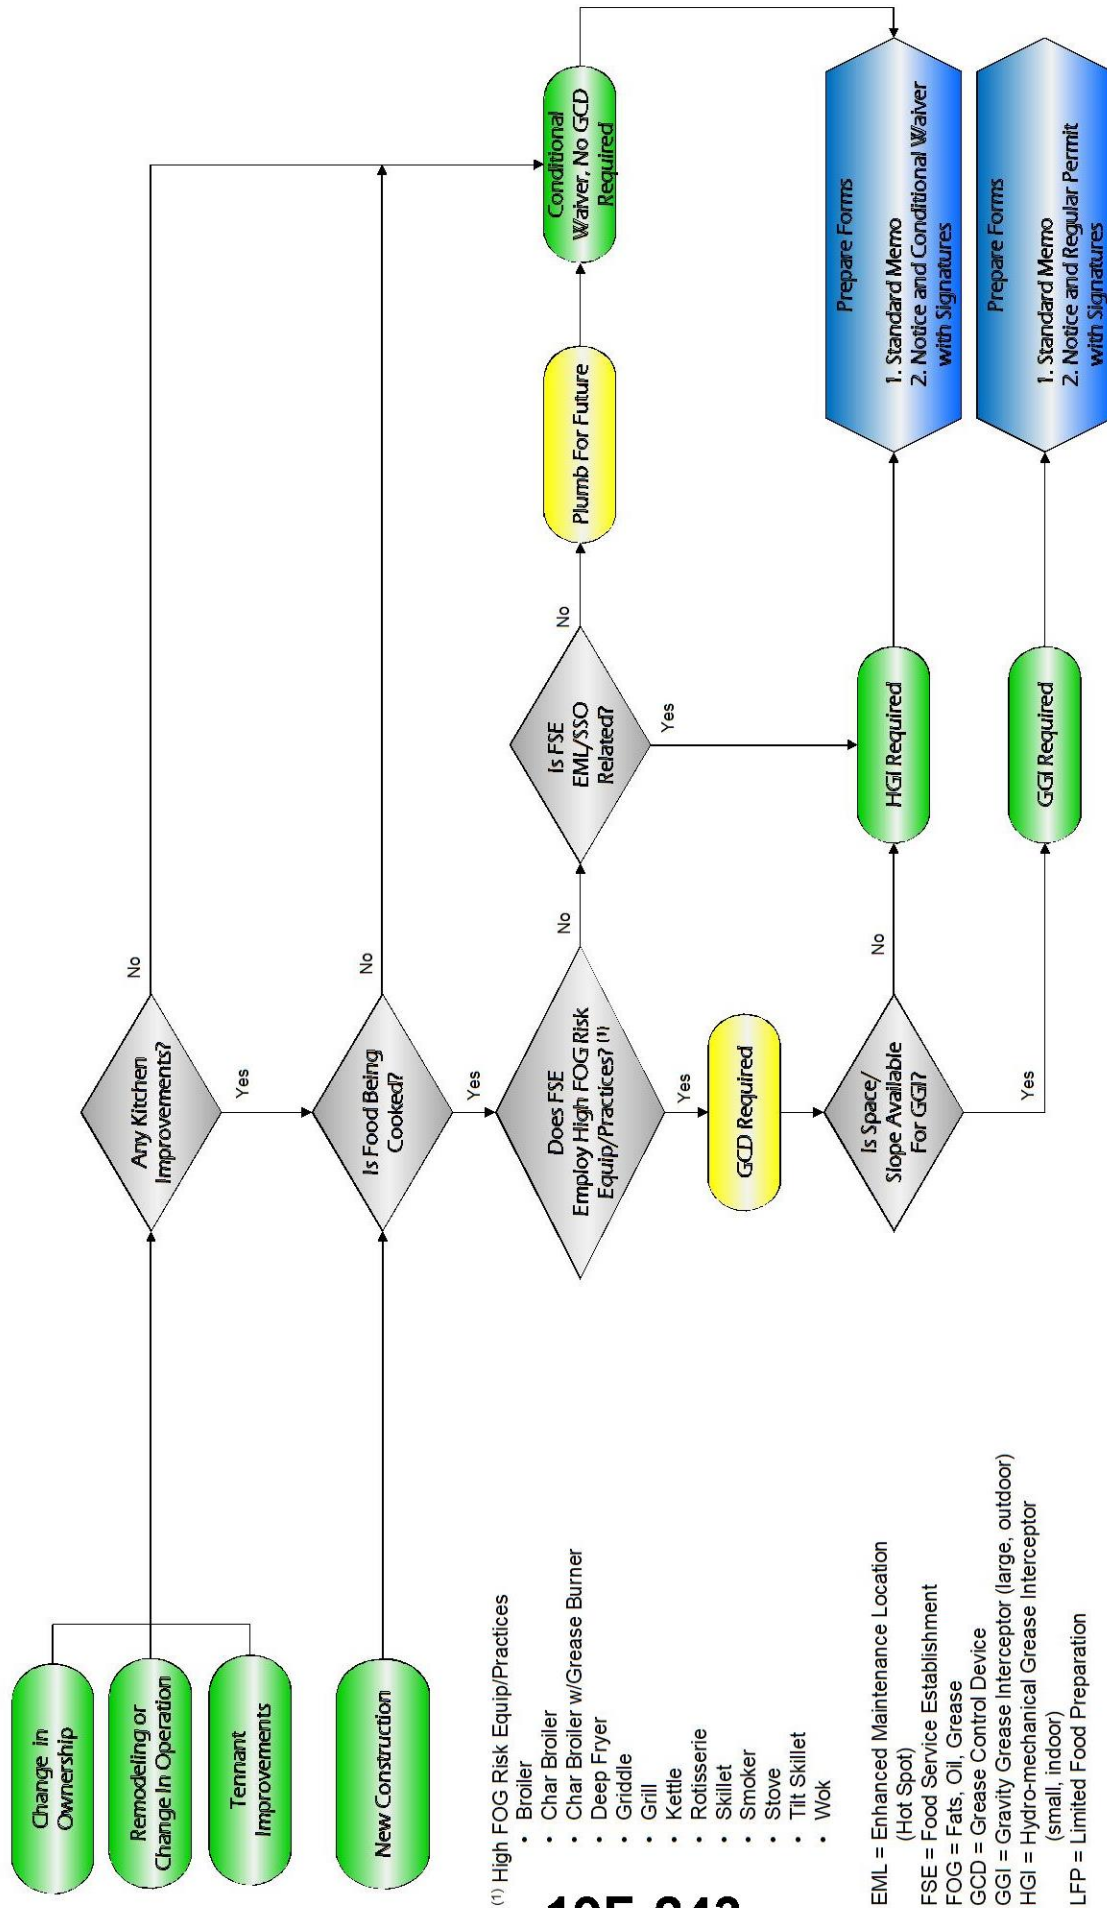 Change in
Ownership
Remodeling or
Change In Operation
Tennant
Improvements
New Construction
Any Kitchen
Improvements?
No
Yes
Is Food Being
Cooked?
No
Yes
Does FSE
Employ High FOG Risk
Equip/Practices? (1)
No
Yes
Is FSE
EML/SSO
Related?
No
Yes
Plumb For Future
Conditional
Waiver, No GCD
Required
GCD Required
Is Space/
Slope Available
For GGI?
No
Yes
HGI Required
GGI Required
Prepare Forms
1. Standard Memo
2. Notice and Conditional Waiver
with Signatures
Prepare Forms
1. Standard Memo
2. Notice and Regular Permit
with Signatures
(1) High FOG Risk Equip/Practices
• Broiler
• Char Broiler
• Char Broiler w/Grease Burner
• Deep Fryer
• Griddle
• Grill
• Kettle
• Rotisserie
• Skillet
• Smoker
• Stove
• Tilt Skillet
• Wok
EML = Enhanced Maintenance Location
(Hot Spot)
FSE = Food Service Establishment
FOG = Fats, Oil, Grease
GCD = Grease Control Device
GGI = Gravity Grease Interceptor (large, outdoor)
HGI = Hydro-mechanical Grease Interceptor
(small, indoor)
LFP = Limited Food Preparation